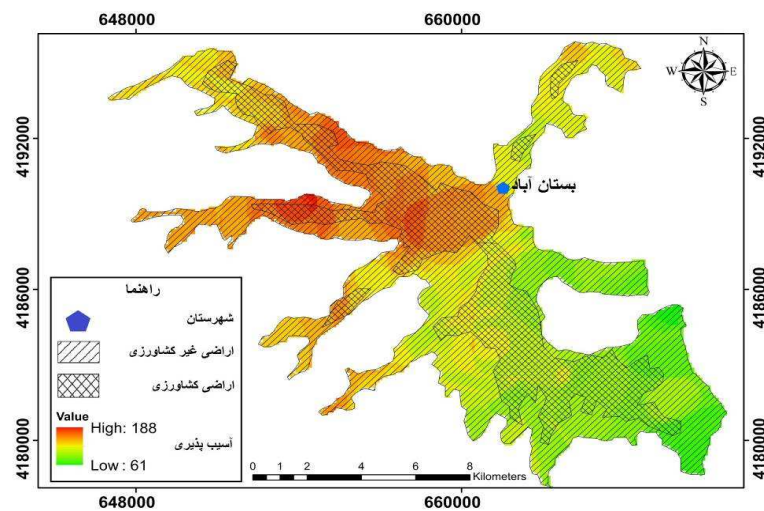 648000
660000
N
W E
S
4192000
4192000
بستان آباد
4186000
4186000
راهنما
شهرستان
اراضی غیر کشاورزی
اراضی کشاورزی
Value
High: 188
آسیب پذیری
Low : 61
4180000
4180000
0 1 2 4 6 8
Kilometers
648000
660000